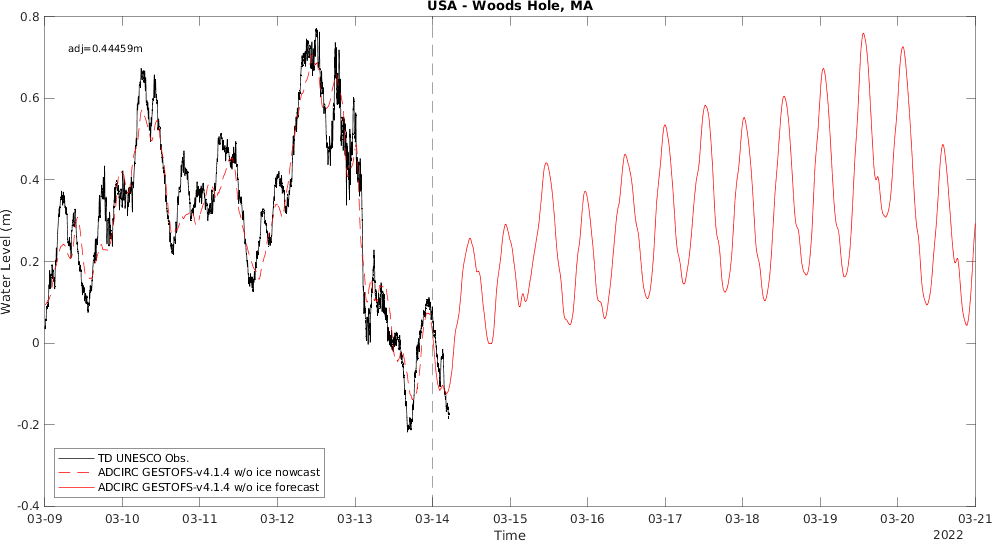 USA - Woods Hole, MA
adj=0.44459m
0.8
0.6
0.4
0.2
0
-0.2
-0.4
Water Level (m)
TD UNESCO Obs.
ADCIRC GESTOFS-v4.1.4 w/o ice nowcast
ADCIRC GESTOFS-v4.1.4 w/o ice forecast
03-09 03-10 03-11 03-12 03-13 03-14 03-15 03-16 03-17 03-18 03-19 03-20 03-21
Time
2022